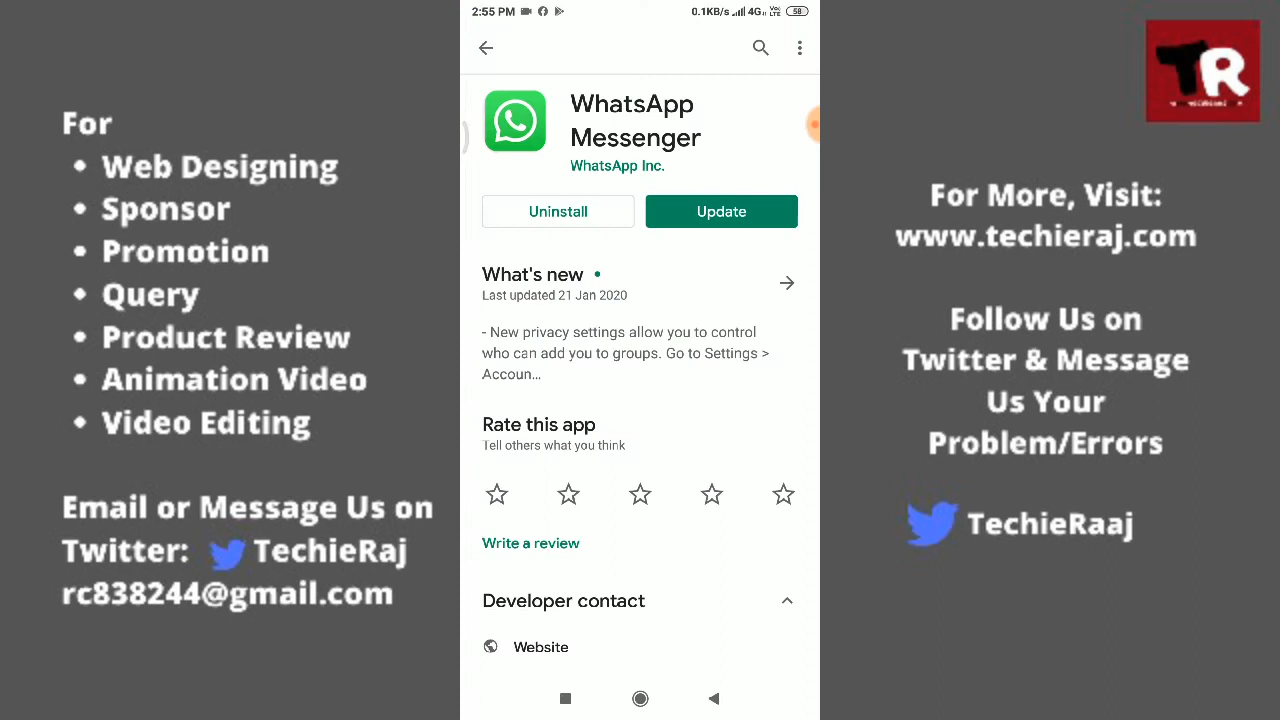 For
• Web Designing
• Sponsor
• Promotion
• Query
• Product Review
• Animation Video
• Video Editing
Email or Message Us on
Twitter: TechieRaj
rc838244@gmail.com
2:55 PM
0.1KB/s 4G Vo LTE 58
WhatsApp
Messenger
WhatsApp Inc.
Uninstall
Update
What's new •
Last updated 21 Jan 2020
- New privacy settings allow you to control
who can add you to groups. Go to Settings >
Accoun...
Rate this app
Tell others what you think
Write a review
Developer contact
Website
TR
For More, Visit:
www.techieraj.com
Follow Us on
Twitter & Message
Us Your
Problem/Errors
TechieRaaj